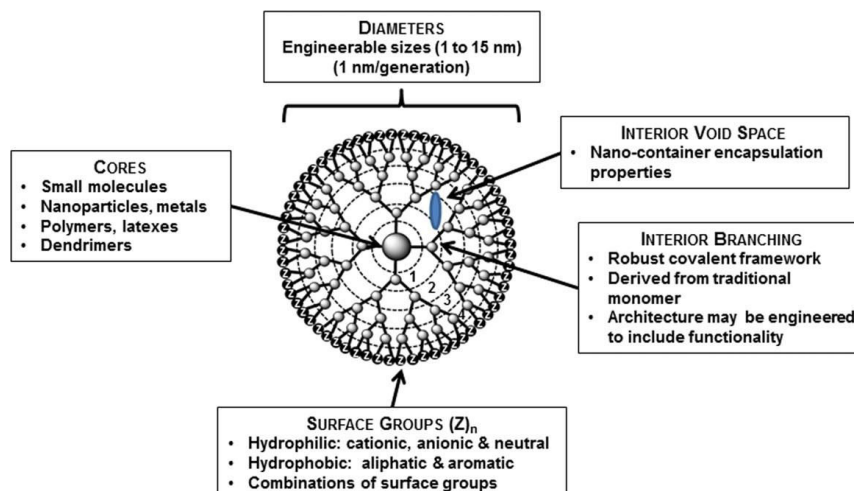 DIAMETERS
Engineerable sizes (1 to 15 nm)
(1 nm/generation)
INTERIOR VOID SPACE
• Nano-container encapsulation
properties
CORES
• Small molecules
• Nanoparticles, metals
• Polymers, latexes
• Dendrimers
INTERIOR BRANCHING
• Robust covalent framework
• Derived from traditional
monomer
• Architecture may be engineered
to include functionality
1
2
3
SURFACE GROUPS (Z)n
• Hydrophilic: cationic, anionic & neutral
• Hydrophobic: aliphatic & aromatic
• Combinations of surface groups